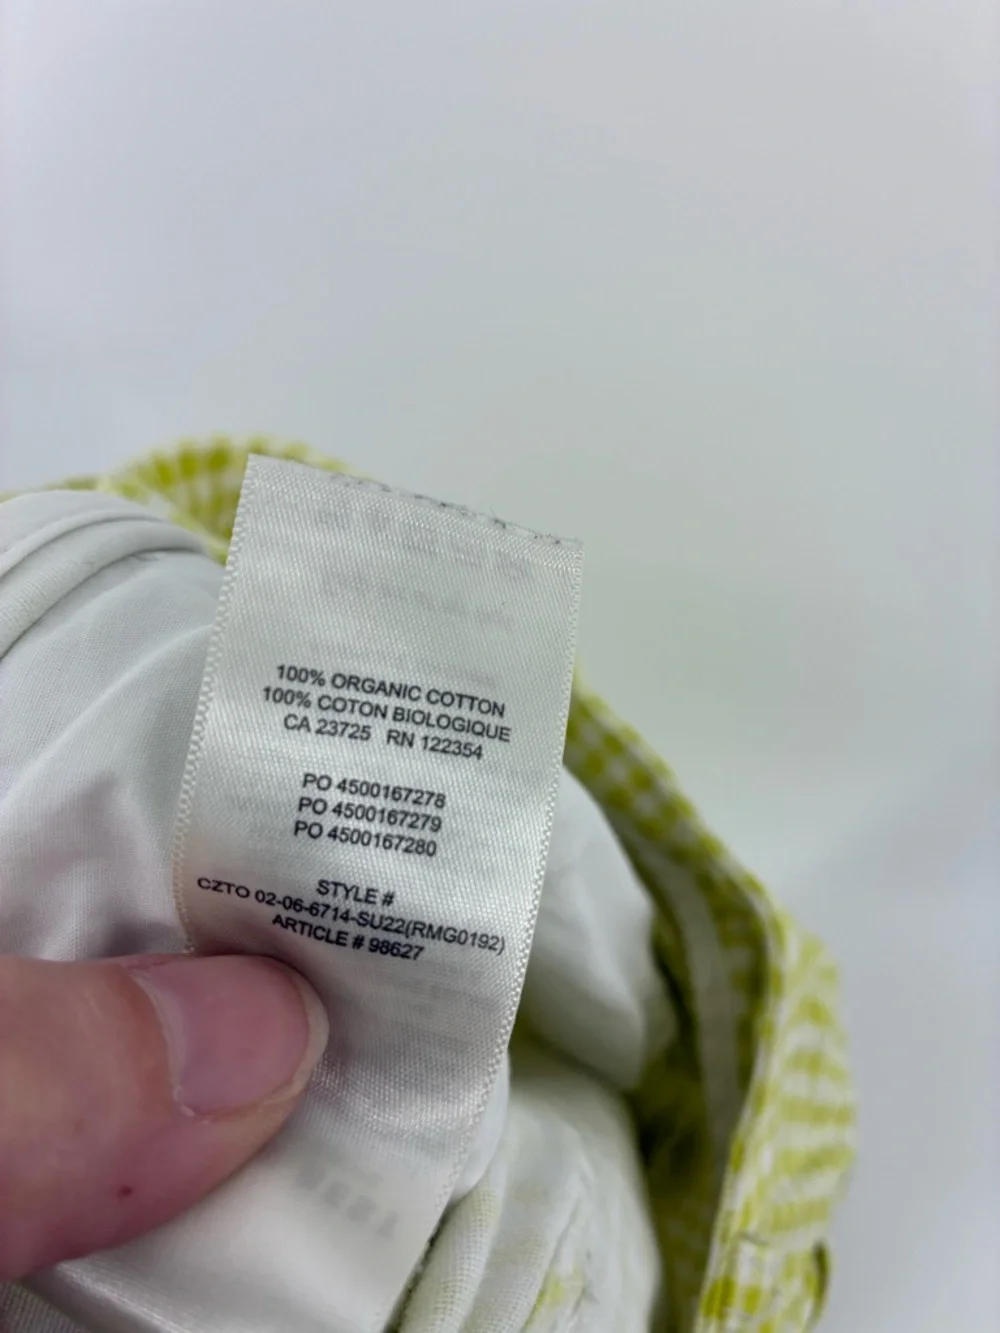 100% ORGANIC COTTON
100% COTON BIOLOGIQUE
CA 23725 RN 122354
PO 4500167278
PO 4500167279
PO 4500167280
STYLE #
CZTO 02-06-6714-SU22(RMG0192)
ARTICLE # 98627